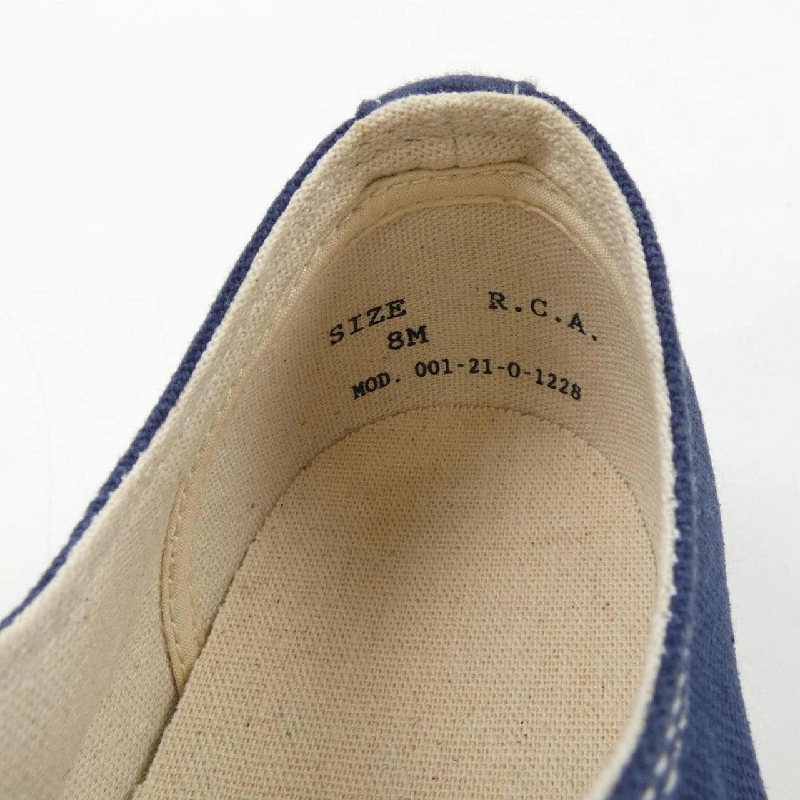 SIZE R.C.A.
8M
MOD. 001-21-0-1228